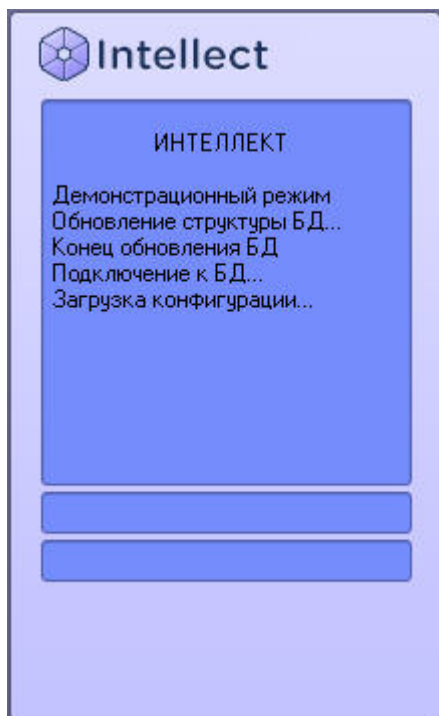 Intellect
ИНТЕЛЛЕКТ
Демонстрационный режим
Обновление структуры БД...
Конец обновления БД
Подключение к БД...
Загрузка конфигурации...